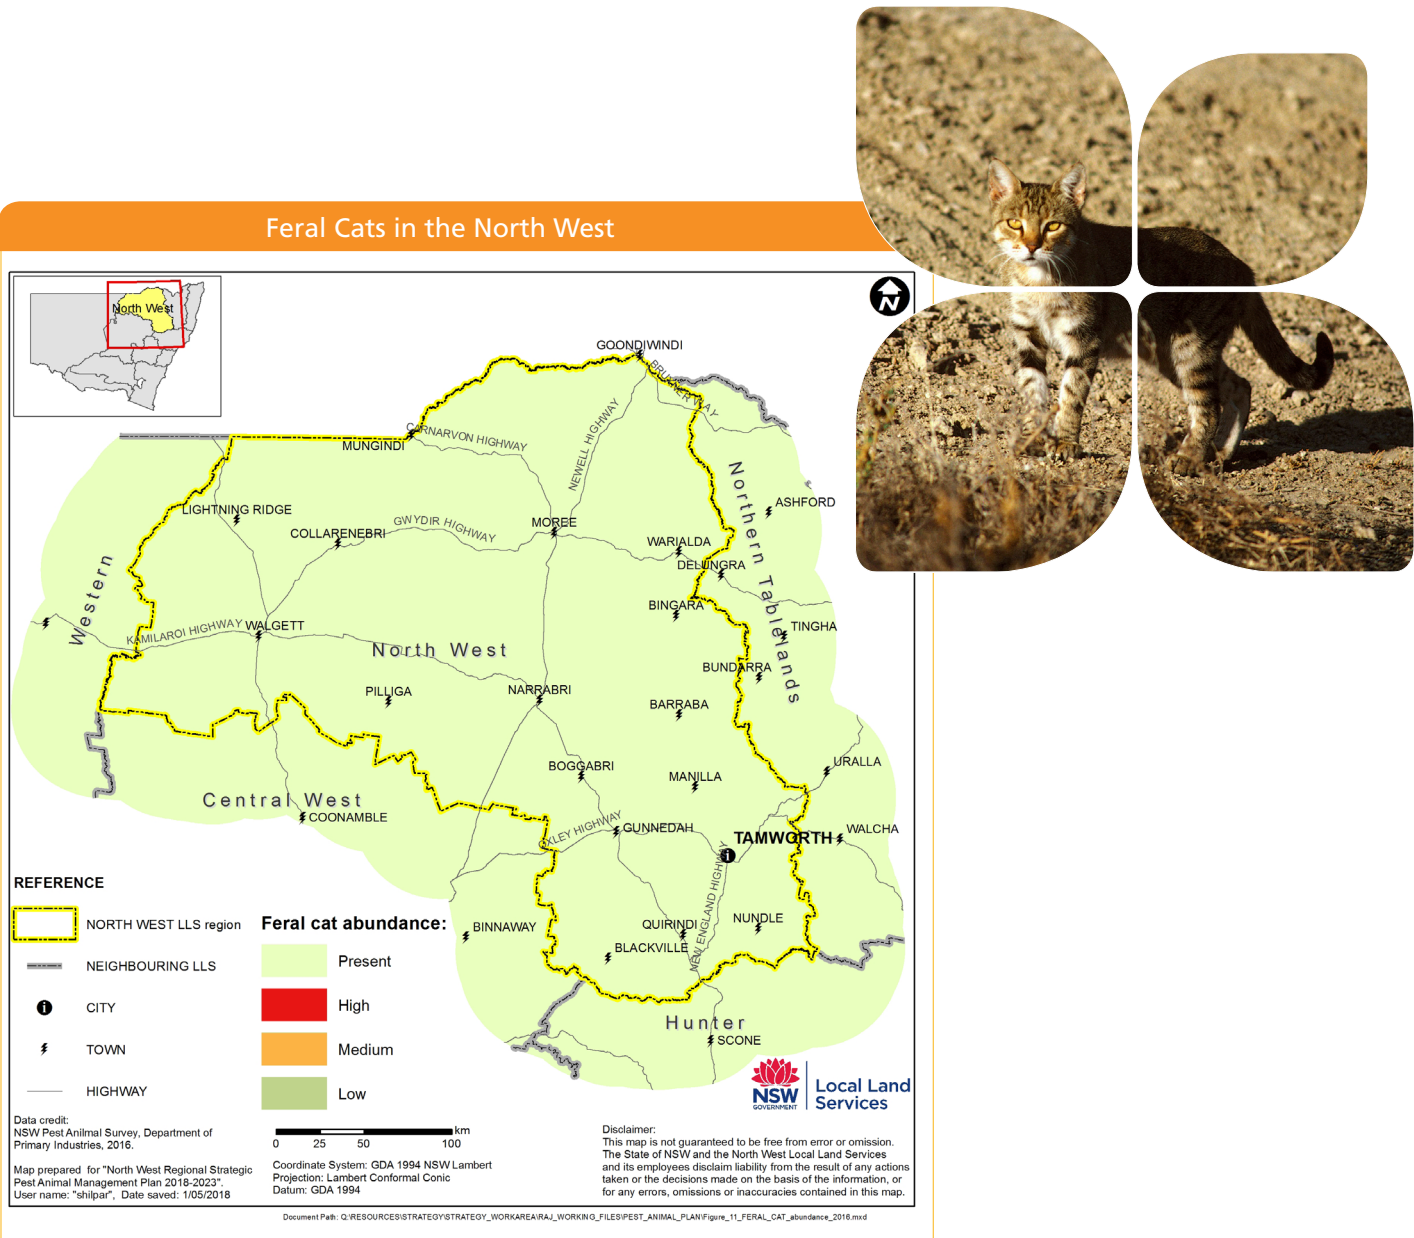 Feral Cats in the North West
North West
N
GOONDIWINDI
BRUXNER WAY
CARNARVON HIGHWAY
MUNGINDI
NEWELL HIGHWAY
Northern Tablelands
ASHFORD
LIGHTNING RIDGE
COLLARENEBRI
GWYDIR HIGHWAY
MOREE
WARIALDA
DELUNGRA
Western
BINGARA
TINGHA
KAMILAROI HIGHWAY
WALGETT
North West
BUNDARRA
PILLIGA
NARRABRI
BARRABA
BOGGABRI
MANILLA
URALLA
Central West
COONAMBLE
OXLEY HIGHWAY
GUNNEDAH
TAMWORTH
WALCHA
NEW ENGLAND HIGHWAY
BINNAWAY
QUIRINDI
NUNDLE
BLACKVILLE
Hunter
SCONE
REFERENCE
NORTH WEST LLS region
NEIGHBOURING LLS
i
CITY
TOWN
HIGHWAY
Feral cat abundance:
Present
High
Medium
Low
km
0 25 50 100
Data credit:
NSW Pest Anilmal Survey, Department of
Primary Industries, 2016.
Map prepared for "North West Regional Strategic
Pest Animal Management Plan 2018-2023".
User name: "shilpar", Date saved: 1/05/2018
Coordinate System: GDA 1994 NSW Lambert
Projection: Lambert Conformal Conic
Datum: GDA 1994
NSW
GOVERNMENT
Local Land
Services
Disclaimer:
This map is not guaranteed to be free from error or omission.
The State of NSW and the North West Local Land Services
and its employees disclaim liability from the result of any actions
taken or the decisions made on the basis of the information, or
for any errors, omissions or inaccuracies contained in this map.
Document Path: Q:\RESOURCES\STRATEGY\STRATEGY_WORKAREA\RAJ_WORKING_FILES\PEST_ANIMAL_PLAN\Figure_11_FERAL_CAT_abundance_2016.mxd